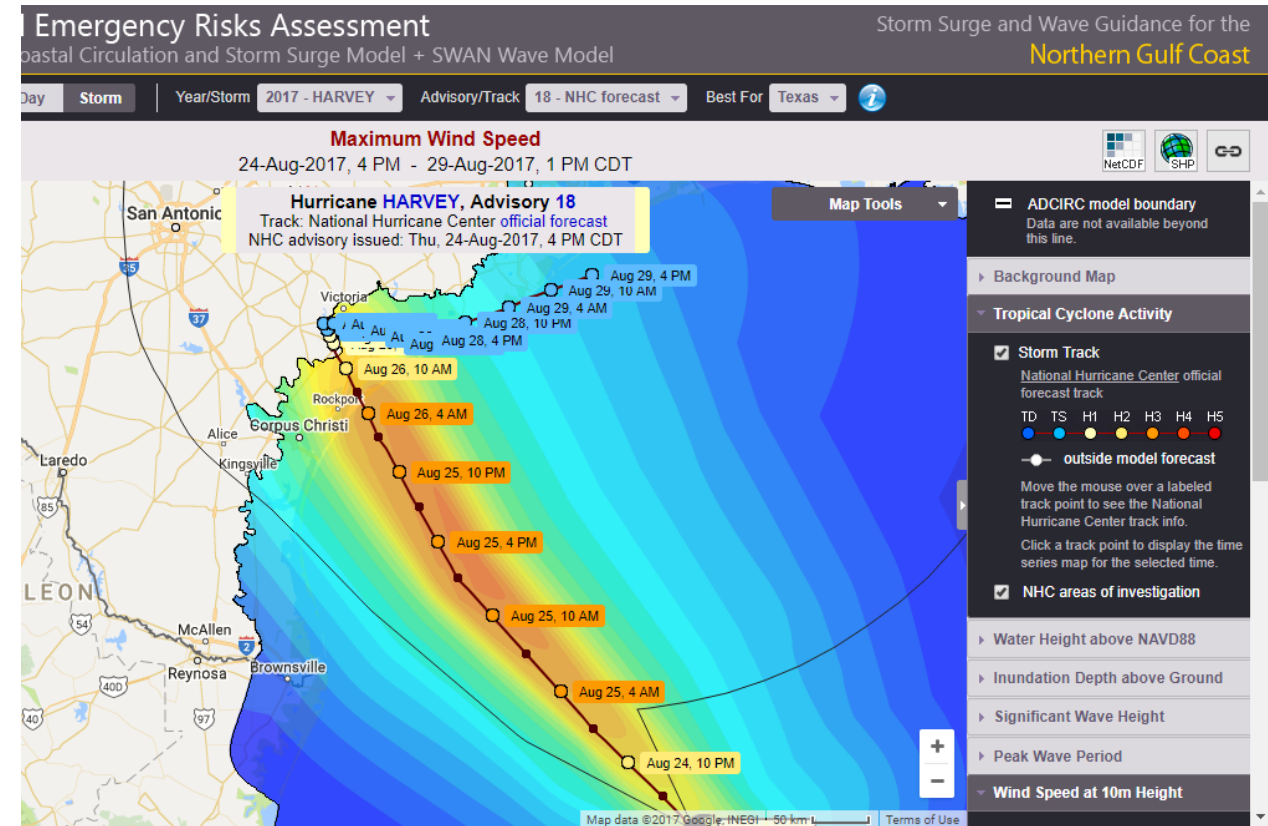 l Emergency Risks Assessment
oastal Circulation and Storm Surge Model + SWAN Wave Model
Storm Surge and Wave Guidance for the
Northern Gulf Coast
Day Storm Year/Storm 2017 - HARVEY Advisory/Track 18 - NHC forecast Best For Texas i
Maximum Wind Speed
24-Aug-2017, 4 PM - 29-Aug-2017, 1 PM CDT
NetCDF SHP
Hurricane HARVEY, Advisory 18
Track: National Hurricane Center official forecast
NHC advisory issued: Thu, 24-Aug-2017, 4 PM CDT
Map Tools
San Antonio
35
37
Victoria
Aug 29, 4 PM
Aug 29, 10 AM
Aug 29, 4 AM
Aug 28, 10 PM
Aug 28, 4 PM
Aug
Aug 26, 10 AM
Rockport
Aug 26, 4 AM
Corpus Christi
Alice
Kingsville
Laredo
Aug 25, 10 PM
85
Aug 25, 4 PM
LEÓN
54
Aug 25, 10 AM
McAllen
2
Reynosa
Brownsville
40D
Aug 25, 4 AM
40
97
Aug 24, 10 PM
+
−
Map data ©2017 Google, INEGI 50 km Terms of Use
ADCIRC model boundary
Data are not available beyond
this line.
Background Map
Tropical Cyclone Activity
Storm Track
National Hurricane Center official
forecast track
TD TS H1 H2 H3 H4 H5
outside model forecast
Move the mouse over a labeled
track point to see the National
Hurricane Center track info.
Click a track point to display the time
series map for the selected time.
NHC areas of investigation
Water Height above NAVD88
Inundation Depth above Ground
Significant Wave Height
Peak Wave Period
Wind Speed at 10m Height